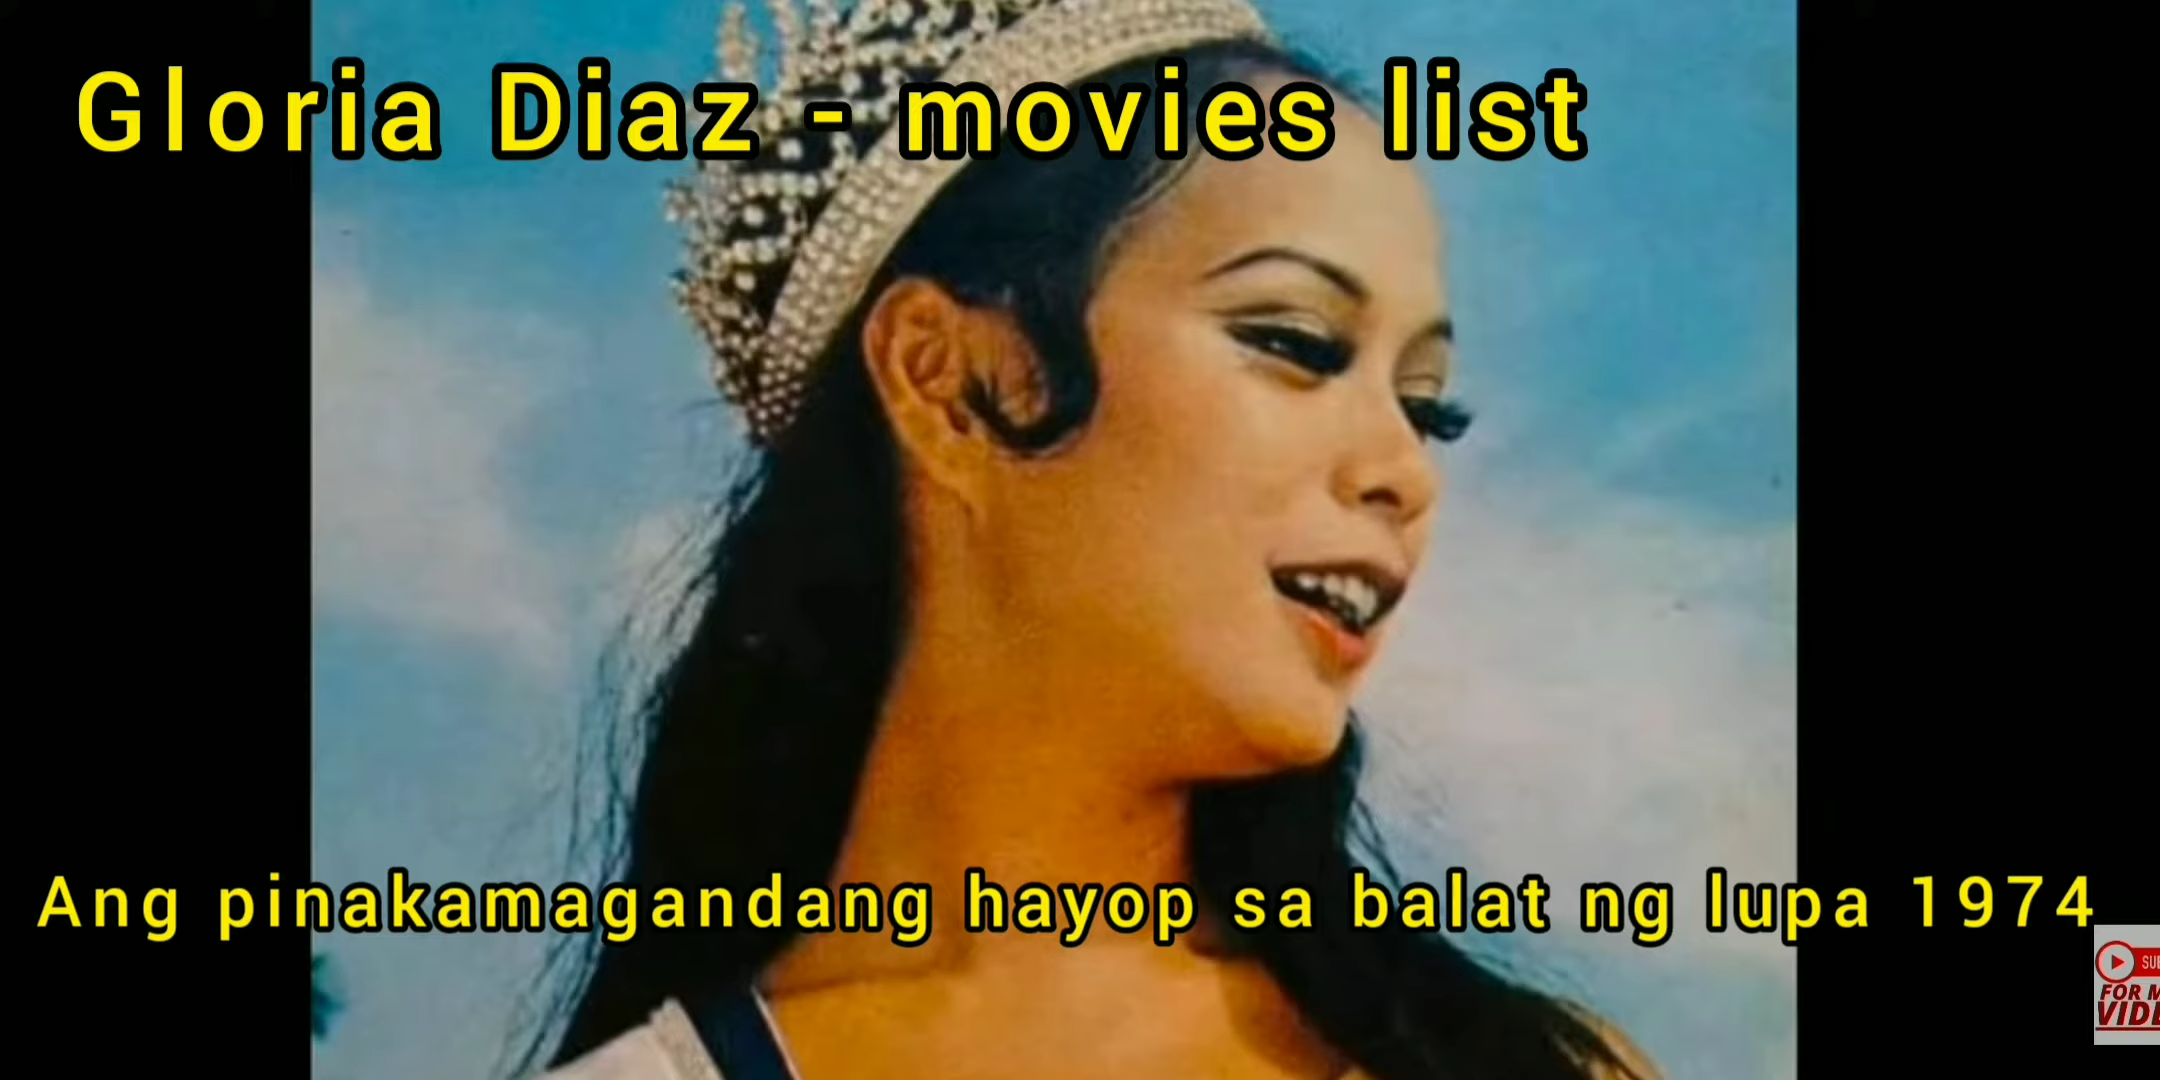 Gloria Diaz - movies list
Ang pinakamagandang hayop sa balat ng lupa 1974